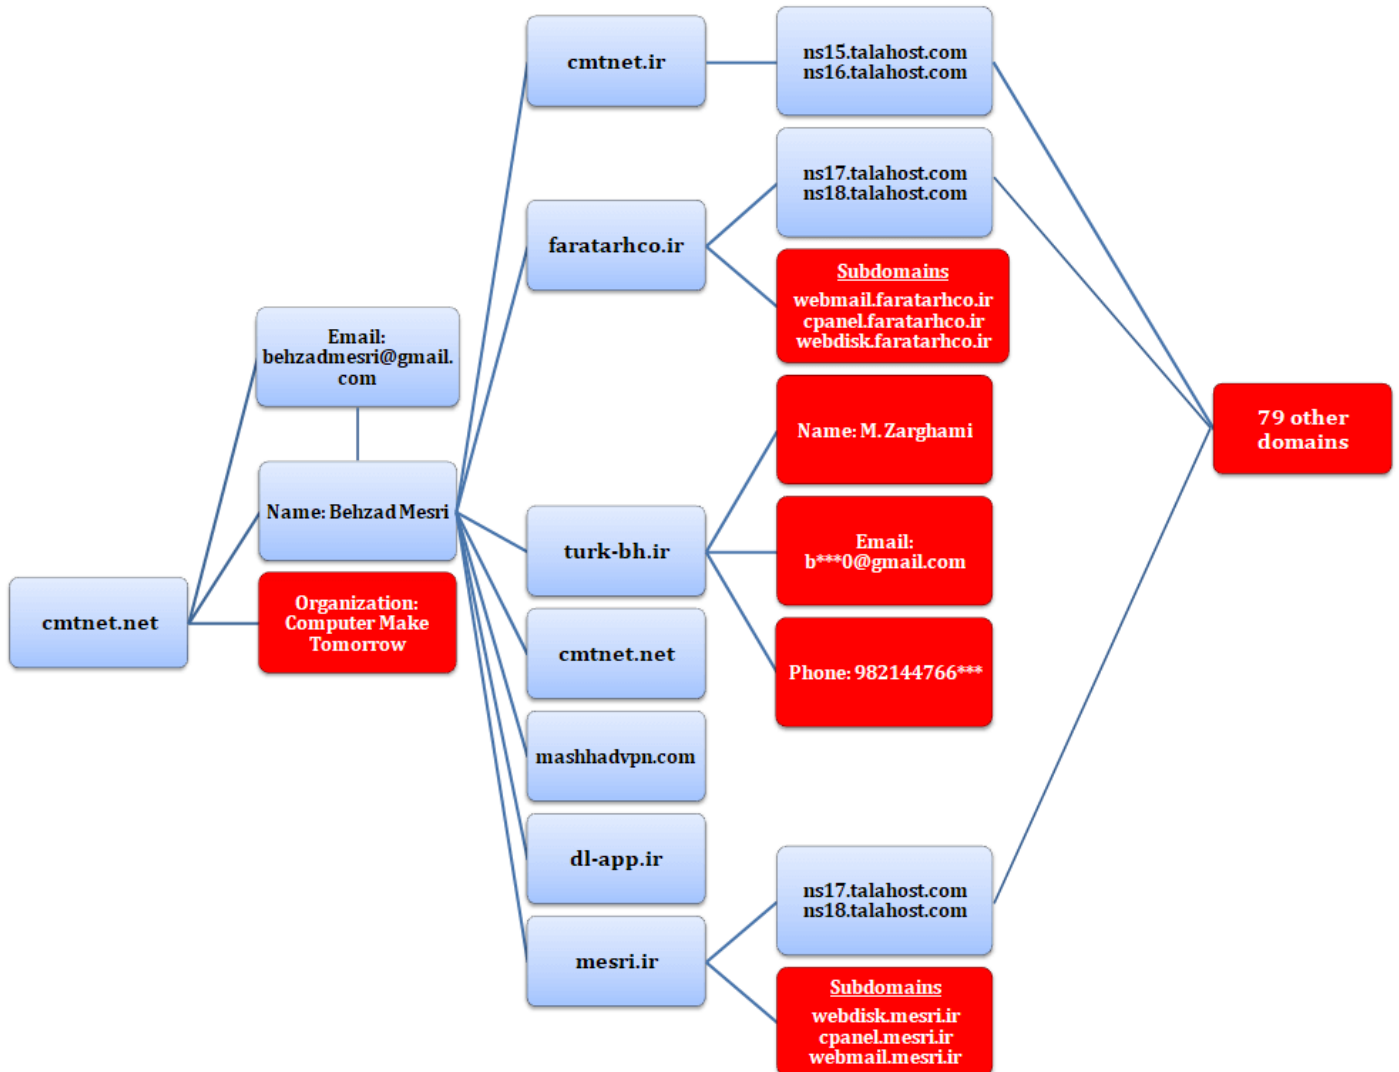 cmtnet.net
Email:
behzadmesri@gmail.
com
Name: Behzad Mesri
Organization:
Computer Make
Tomorrow
cmtnet.ir
faratarhco.ir
turk-bh.ir
cmtnet.net
mashhadvpn.com
dl-app.ir
mesri.ir
ns15.talahost.com
ns16.talahost.com
ns17.talahost.com
ns18.talahost.com
Subdomains
webmail.faratarhco.ir
cpanel.faratarhco.ir
webdisk.faratarhco.ir
Name: M. Zarghami
Email:
b***0@gmail.com
Phone: 982144766***
ns17.talahost.com
ns18.talahost.com
Subdomains
webdisk.mesri.ir
cpanel.mesri.ir
webmail.mesri.ir
79 other
domains